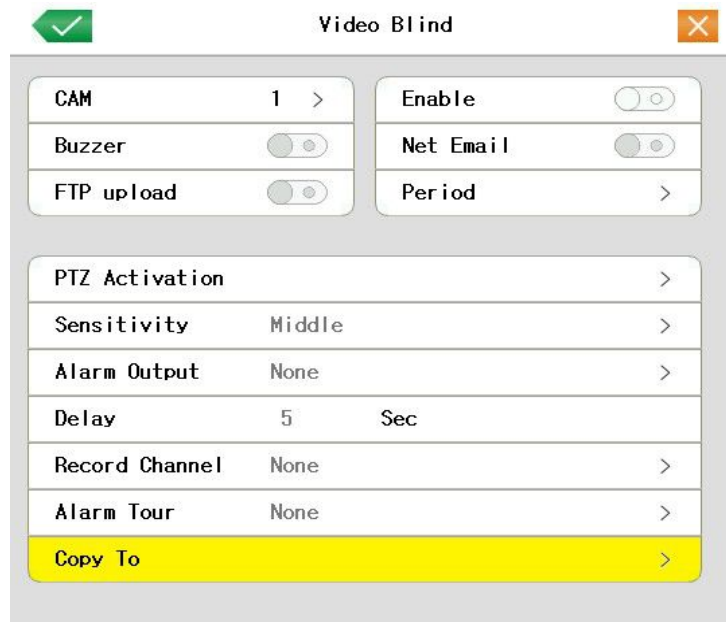 Video Blind
CAM 1 >
Enable
Buzzer
Net Email
FTP upload
Period >
PTZ Activation >
Sensitivity Middle >
Alarm Output None >
Delay 5 Sec
Record Channel None >
Alarm Tour None >
Copy To >